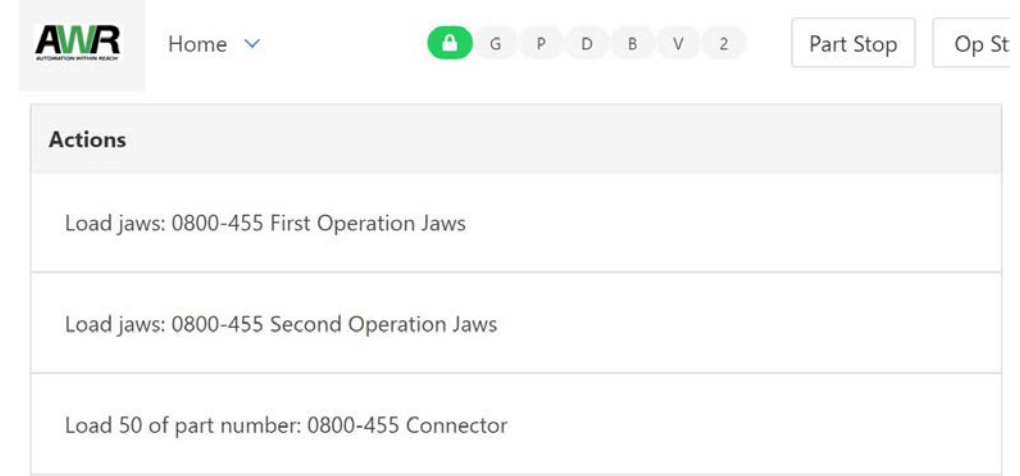 AWR
AUTOMATION WITHIN REACH
Home
G P D B V 2
Part Stop
Op St
Actions
Load jaws: 0800-455 First Operation Jaws
Load jaws: 0800-455 Second Operation Jaws
Load 50 of part number: 0800-455 Connector